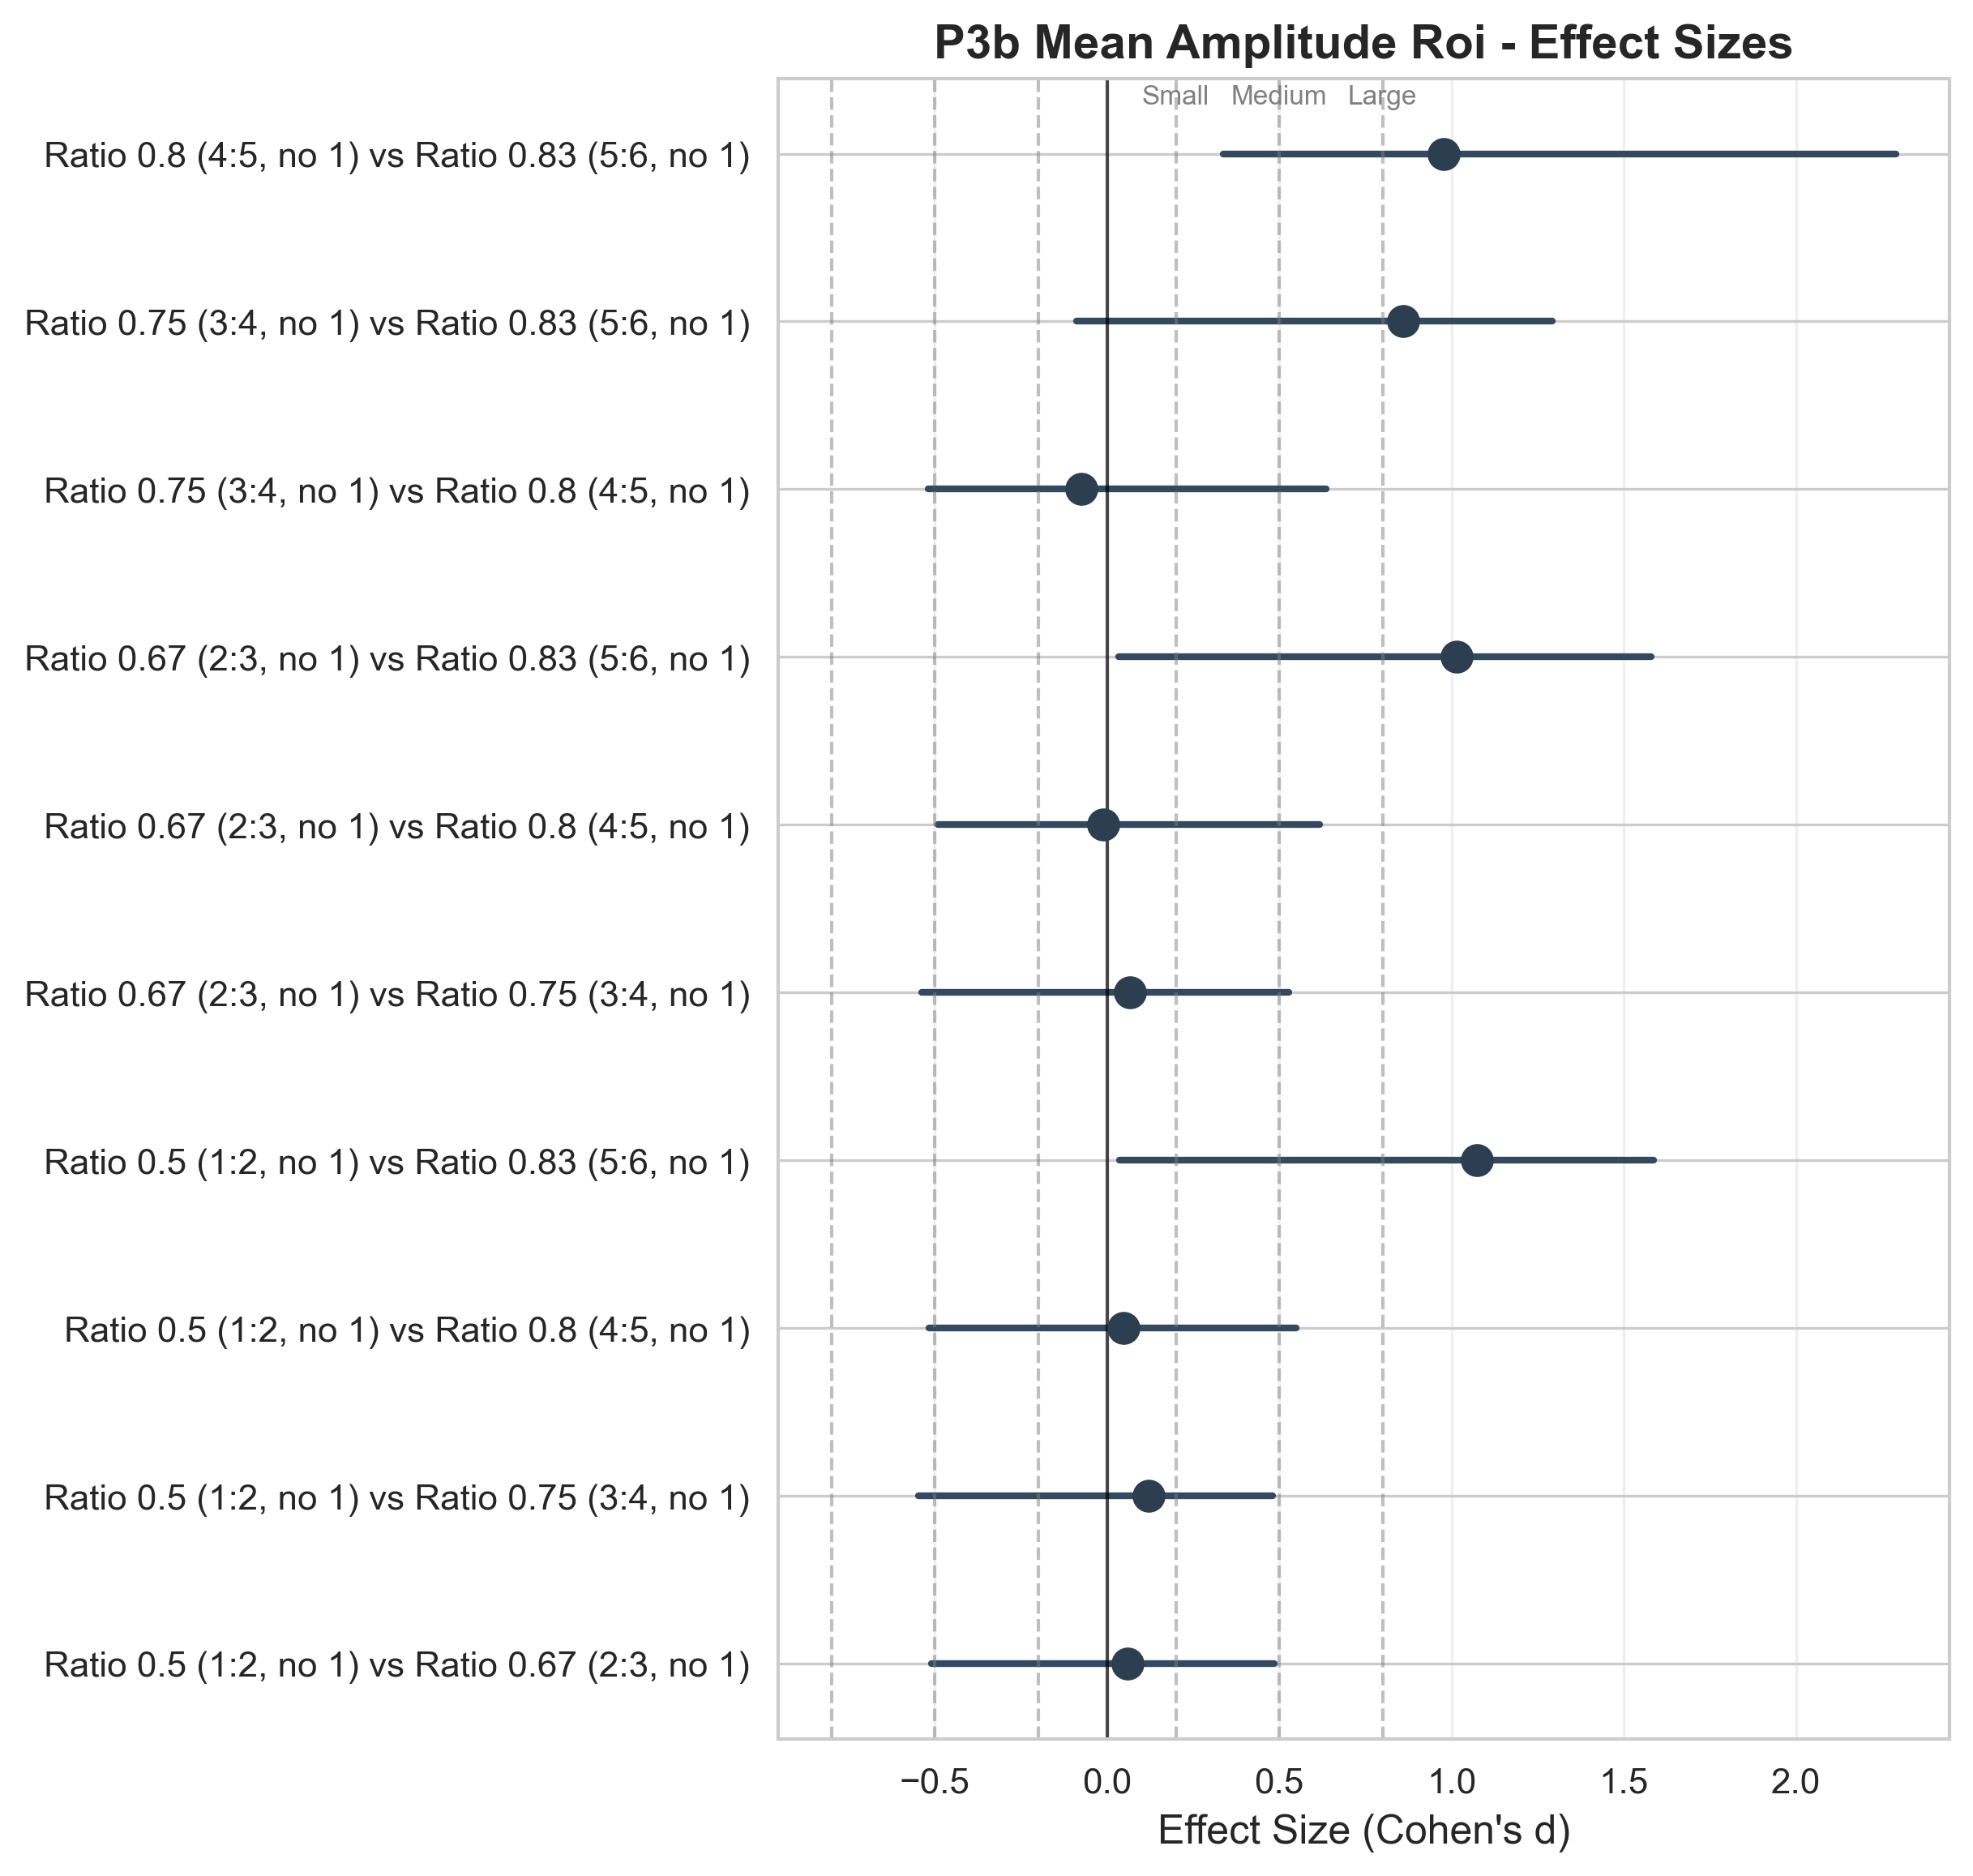 P3b Mean Amplitude Roi - Effect Sizes
Small Medium Large
Ratio 0.8 (4:5, no 1) vs Ratio 0.83 (5:6, no 1)
Ratio 0.75 (3:4, no 1) vs Ratio 0.83 (5:6, no 1)
Ratio 0.75 (3:4, no 1) vs Ratio 0.8 (4:5, no 1)
Ratio 0.67 (2:3, no 1) vs Ratio 0.83 (5:6, no 1)
Ratio 0.67 (2:3, no 1) vs Ratio 0.8 (4:5, no 1)
Ratio 0.67 (2:3, no 1) vs Ratio 0.75 (3:4, no 1)
Ratio 0.5 (1:2, no 1) vs Ratio 0.83 (5:6, no 1)
Ratio 0.5 (1:2, no 1) vs Ratio 0.8 (4:5, no 1)
Ratio 0.5 (1:2, no 1) vs Ratio 0.75 (3:4, no 1)
Ratio 0.5 (1:2, no 1) vs Ratio 0.67 (2:3, no 1)
−0.5 0.0 0.5 1.0 1.5 2.0
Effect Size (Cohen's d)